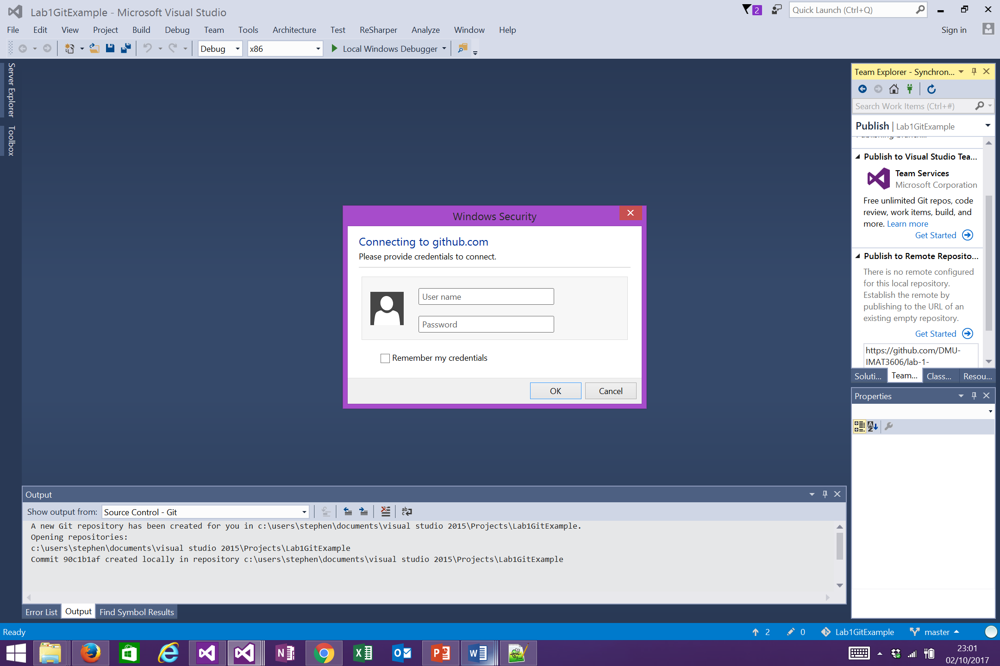 Lab1GitExample - Microsoft Visual Studio
2
Quick Launch (Ctrl+Q)
File Edit View Project Build Debug Team Tools Architecture Test ReSharper Analyze Window Help
Sign in
Debug
x86
Local Windows Debugger
Server Explorer
Toolbox
Team Explorer - Synchron...
Search Work Items (Ctrl+#)
Publish | Lab1GitExample
Publishing branch...
Publish to Visual Studio Tea...
Team Services
Microsoft Corporation
Free unlimited Git repos, code
review, work items, build, and
more. Learn more
Get Started
Publish to Remote Reposito...
There is no remote configured
for this local repository.
Establish the remote by
publishing to the URL of an
existing empty repository.
Get Started
https://github.com/DMU-
IMAT3606/lab-1-
Soluti... Team... Class... Resou...
Properties
Windows Security
Connecting to github.com
Please provide credentials to connect.
User name
Password
Remember my credentials
OK
Cancel
Output
Show output from: Source Control - Git
A new Git repository has been created for you in c:\users\stephen\documents\visual studio 2015\Projects\Lab1GitExample.
Opening repositories:
c:\users\stephen\documents\visual studio 2015\Projects\Lab1GitExample
Commit 90c1b1af created locally in repository c:\users\stephen\documents\visual studio 2015\Projects\Lab1GitExample
Error List Output Find Symbol Results
Ready
2 0 Lab1GitExample master
23:01
02/10/2017